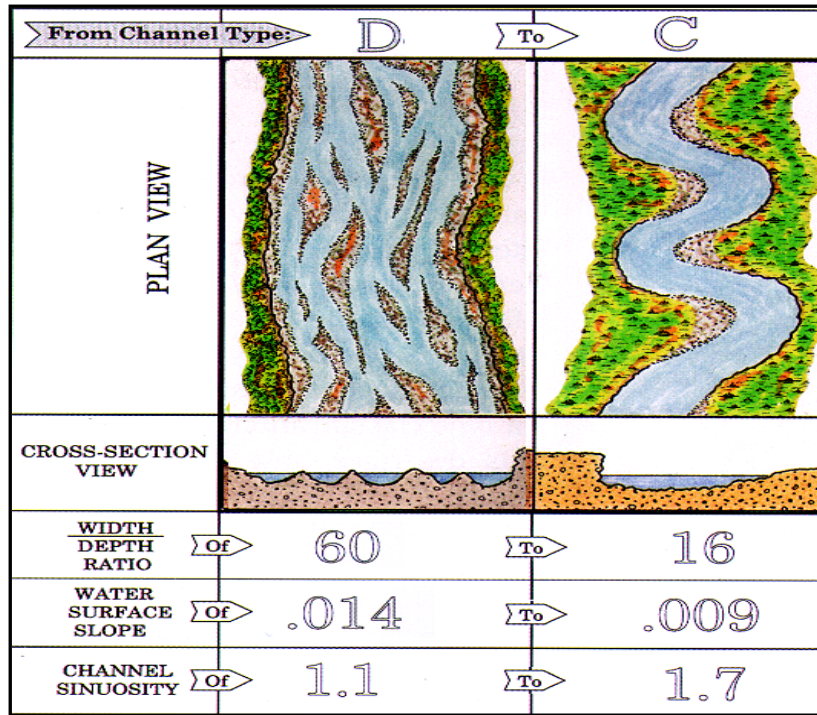 From Channel Type: D To C
PLAN VIEW
CROSS-SECTION
VIEW
WIDTH
DEPTH
RATIO
Of 60 To 16
WATER
SURFACE
SLOPE
Of .014 To .009
CHANNEL
SINUOSITY
Of 1.1 To 1.7